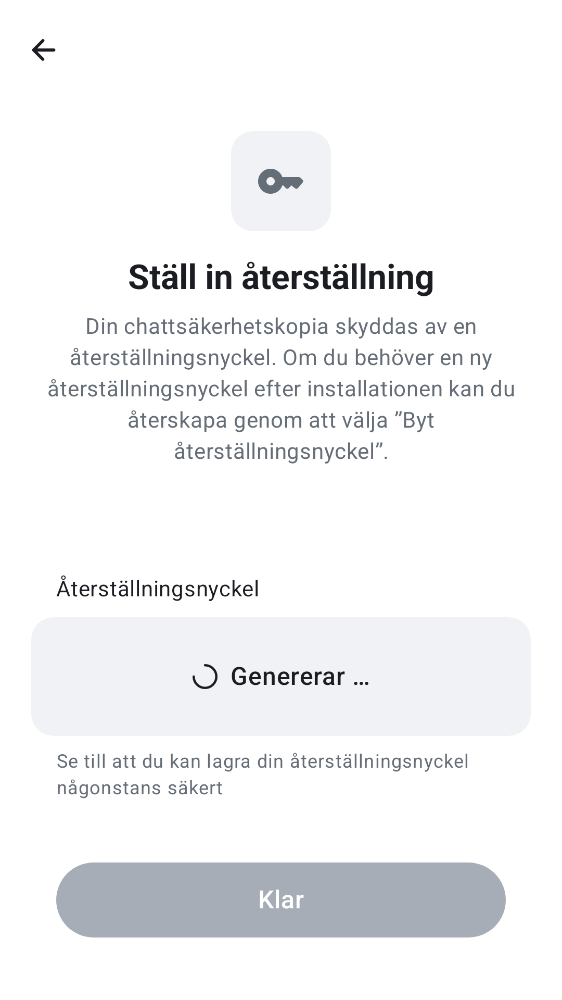 Ställ in återställning
Din chattsäkerhetskopia skyddas av en
återställningsnyckel. Om du behöver en ny
återställningsnyckel efter installationen kan du
återskapa genom att välja ”Byt
återställningsnyckel”.
Återställningsnyckel
Genererar …
Se till att du kan lagra din återställningsnyckel
någonstans säkert
Klar